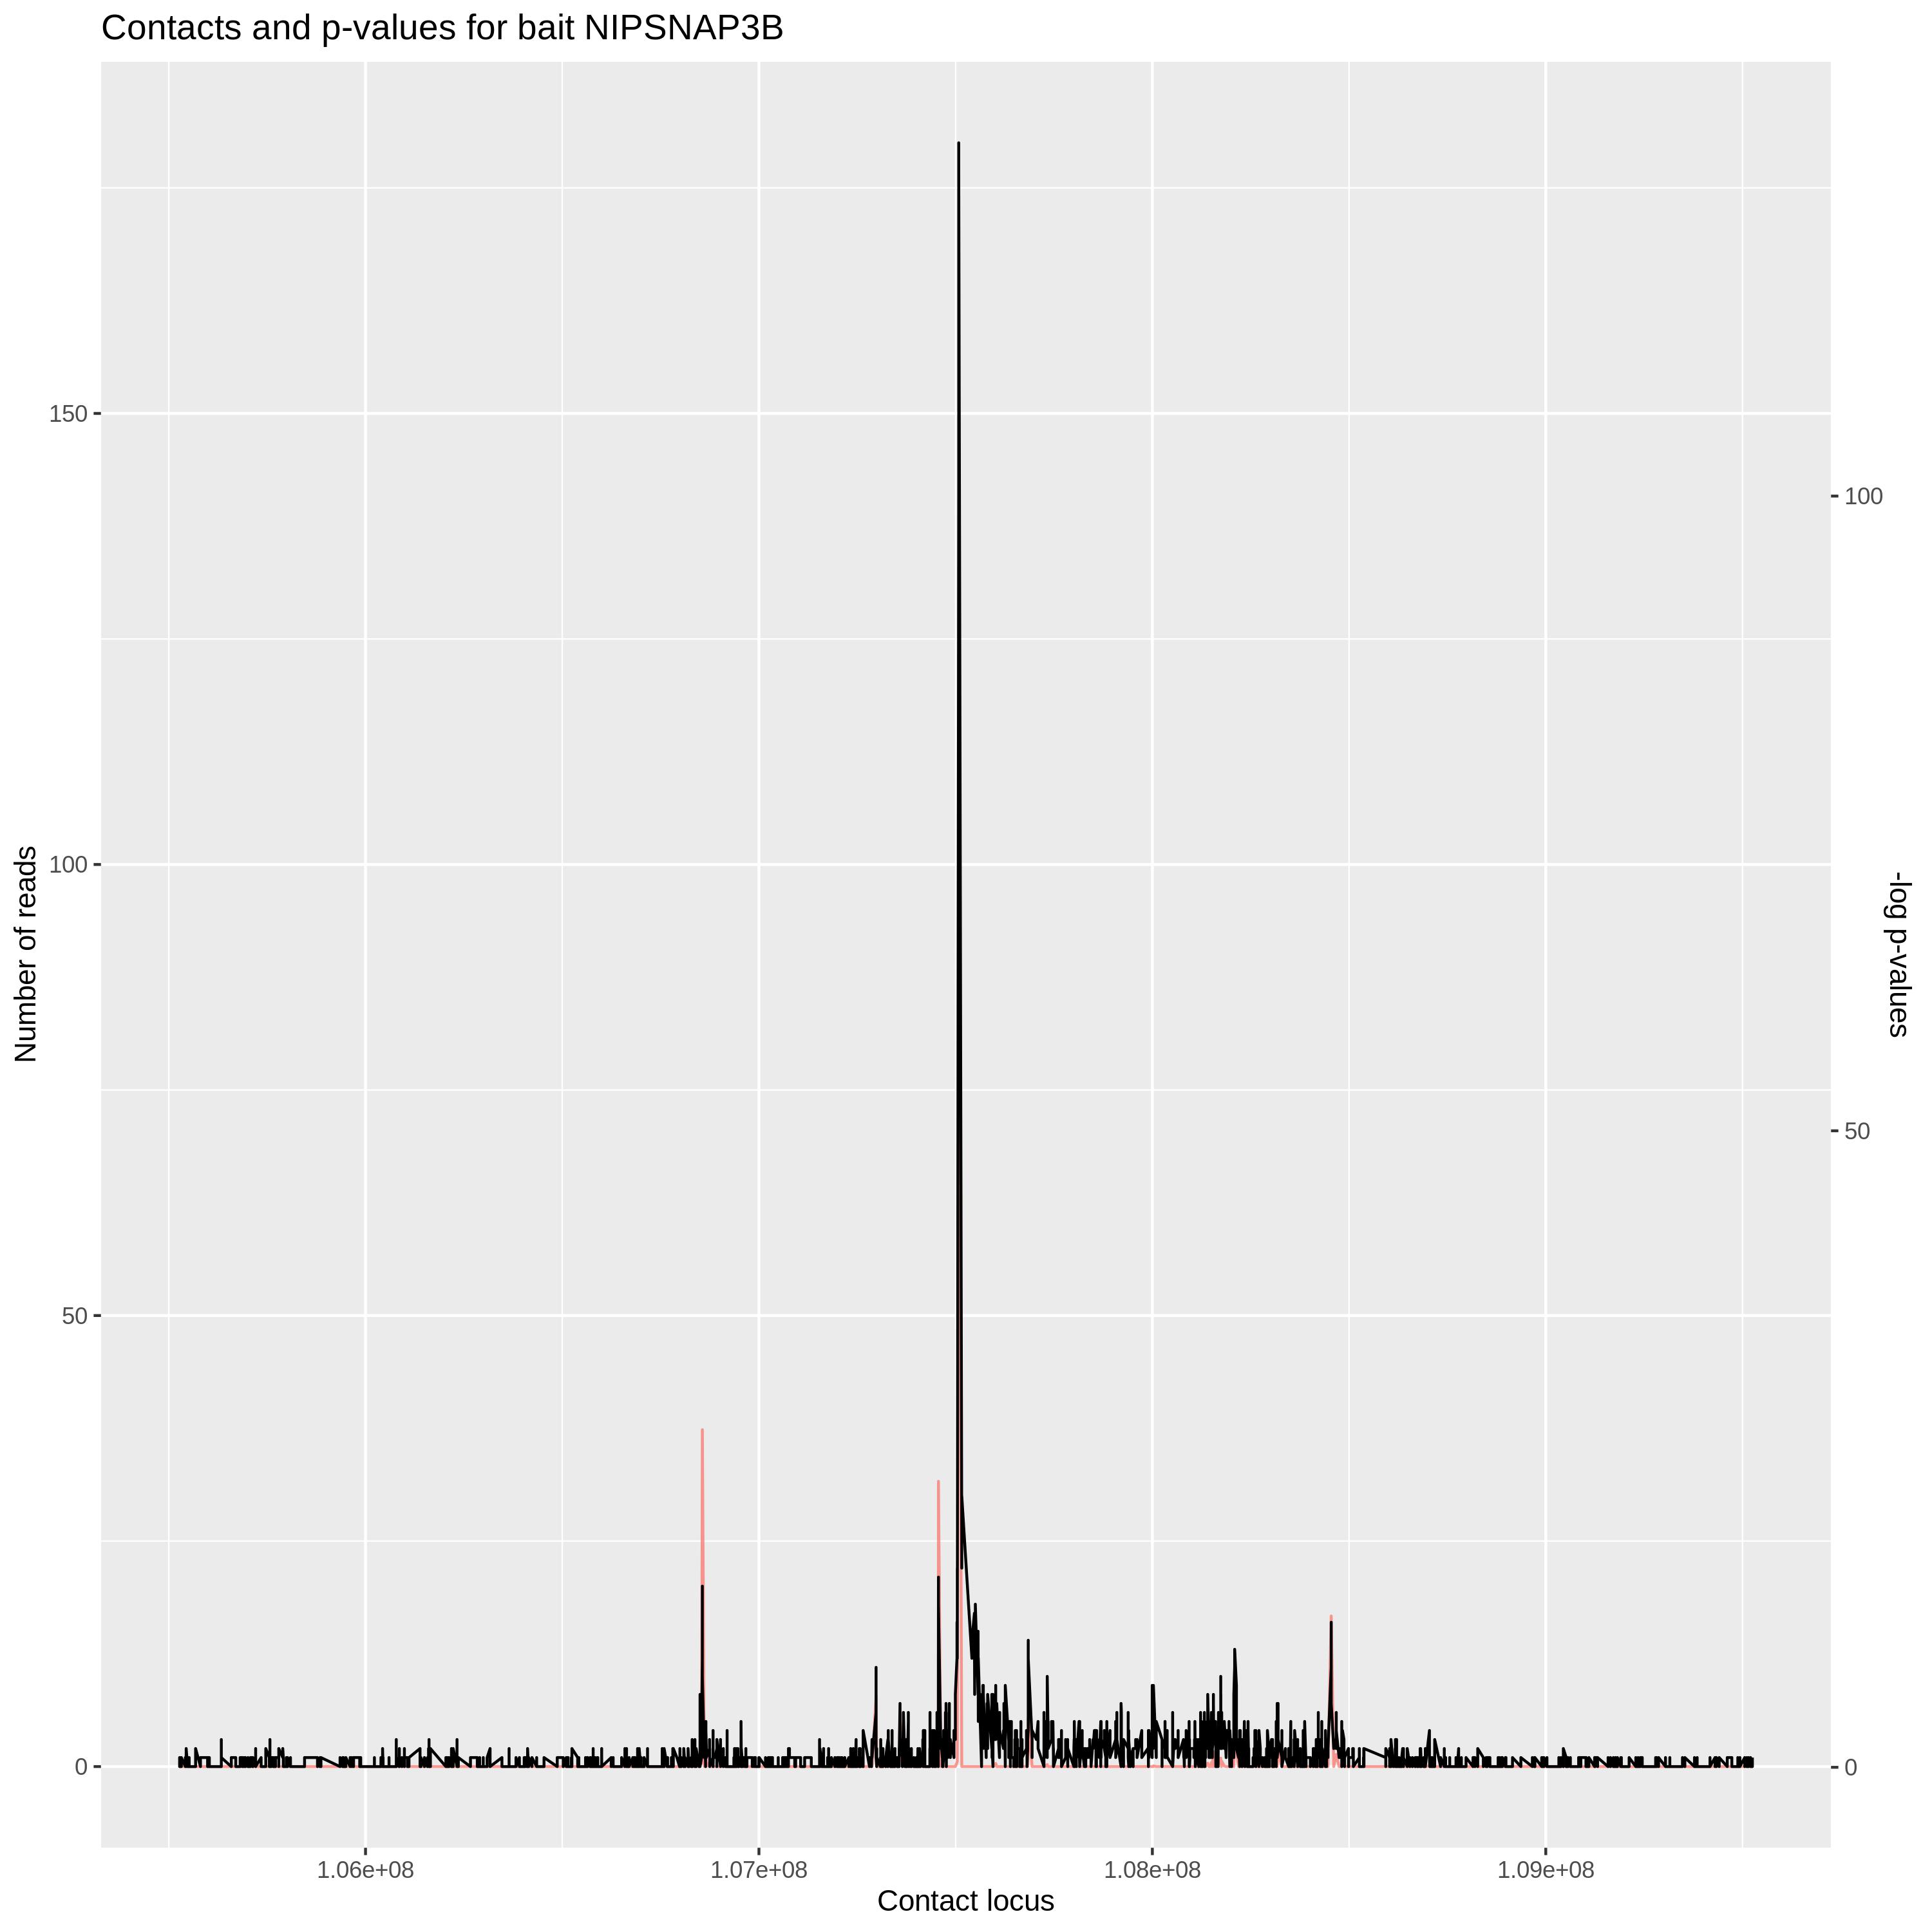 Contacts and p-values for bait NIPSNAP3B
Number of reads
150
100
50
0
100
50
0
-log p-values
1.06e+08
1.07e+08
1.08e+08
1.09e+08
Contact locus